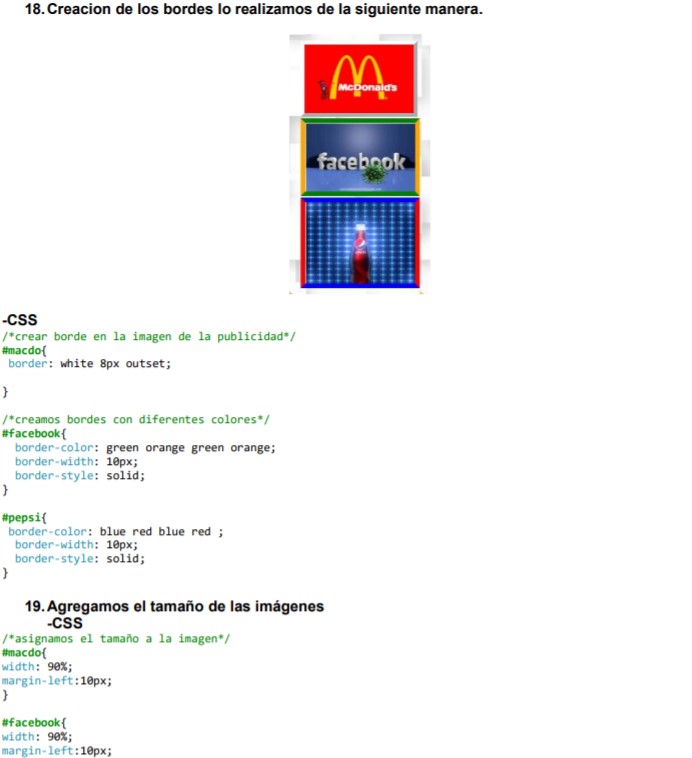 18. Creacion de los bordes lo realizamos de la siguiente manera.
McDonald's
facebook
-CSS
/*crear borde en la imagen de la publicidad*/
#macdo{
border: white 8px outset;
}
/*creamos bordes con diferentes colores*/
#facebook{
border-color: green orange green orange;
border-width: 10px;
border-style: solid;
}
#pepsi{
border-color: blue red blue red ;
border-width: 10px;
border-style: solid;
}
19. Agregamos el tamaño de las imágenes
-CSS
/*asignamos el tamaño a la imagen*/
#macdo{
width: 90%;
margin-left:10px;
}
#facebook{
width: 90%;
margin-left:10px;